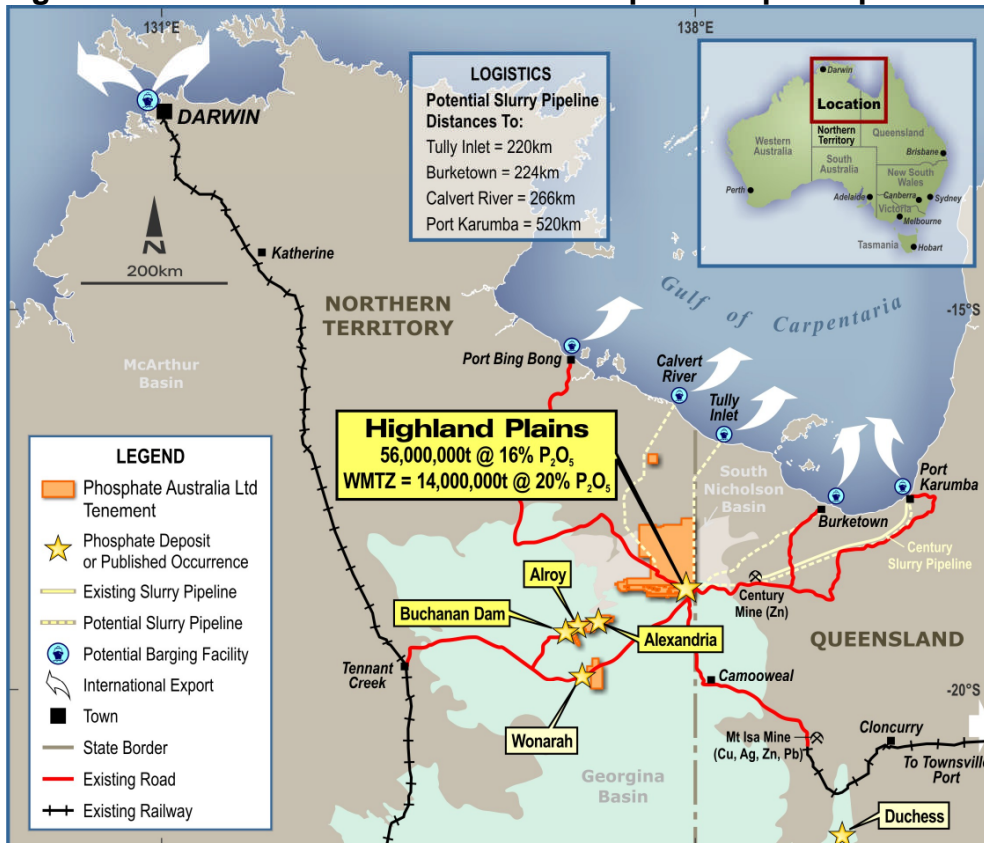 131°E
138°E
DARWIN
LOGISTICS
Potential Slurry Pipeline
Distances To:
Tully Inlet = 220km
Burketown = 224km
Calvert River = 266km
Port Karumba = 520km
Darwin
Location
Western
Australia
Northern
Territory
Queensland
South
Australia
Brisbane
New South
Wales
Perth
Adelaide
Canberra
Sydney
Victoria
Melbourne
Tasmania
Hobart
N
200km
Katherine
NORTHERN
TERRITORY
Gulf of Carpentaria
-15°S
McArthur
Basin
Port Bing Bong
Calvert
River
Tully
Inlet
Highland Plains
56,000,000t @ 16% P₂O₅
WMTZ = 14,000,000t @ 20% P₂O₅
South
Nicholson
Basin
Port
Karumba
Burketown
Century
Slurry Pipeline
Century
Mine (Zn)
LEGEND
Phosphate Australia Ltd
Tenement
Phosphate Deposit
or Published Occurrence
Existing Slurry Pipeline
Potential Slurry Pipeline
Potential Barging Facility
International Export
Town
State Border
Existing Road
Existing Railway
Alroy
Buchanan Dam
Alexandria
QUEENSLAND
Tennant
Creek
Camooweal
-20°S
Wonarah
Mt Isa Mine
(Cu, Ag, Zn, Pb)
Cloncurry
To Townsville
Port
Georgina
Basin
Duchess